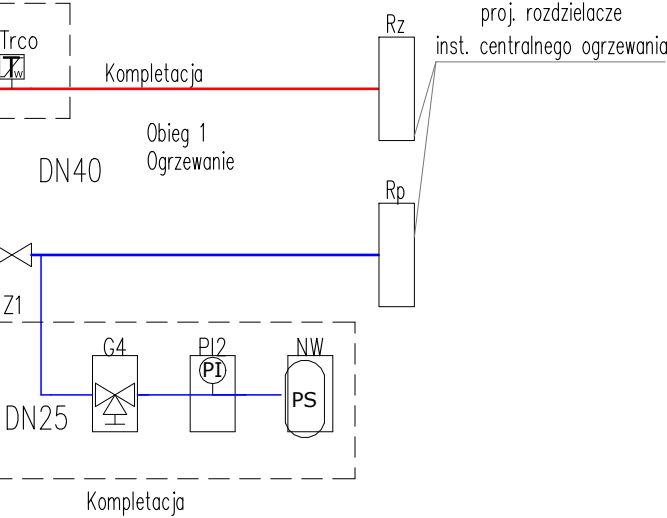 proj. rozdzielacze
inst. centralnego ogrzewania
Rz
Trco
T
W
Kompletacja
Obieg 1
Ogrzewanie
DN40
Rp
Z1
G4
PI2
NW
PI
PS
DN25
Kompletacja